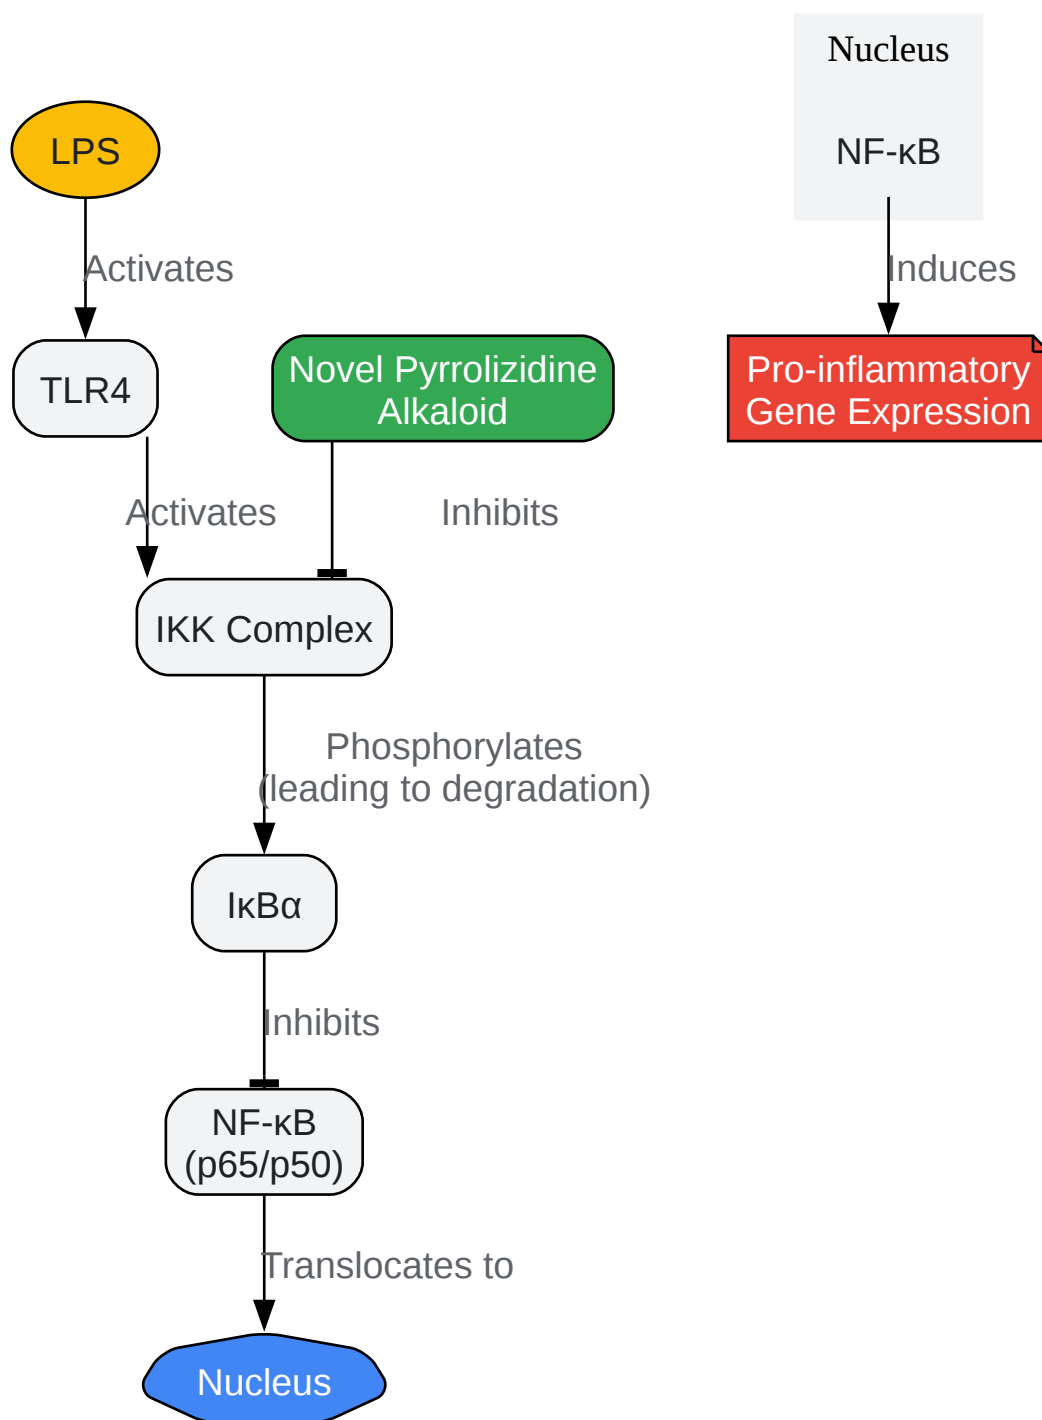 Nucleus
LPS
NF-κB
Activates
Induces
TLR4
Novel Pyrrolizidine
Alkaloid
Pro-inflammatory
Gene Expression
Activates
Inhibits
IKK Complex
Phosphorylates
(leading to degradation)
IκBα
Inhibits
NF-κB
(p65/p50)
Translocates to
Nucleus